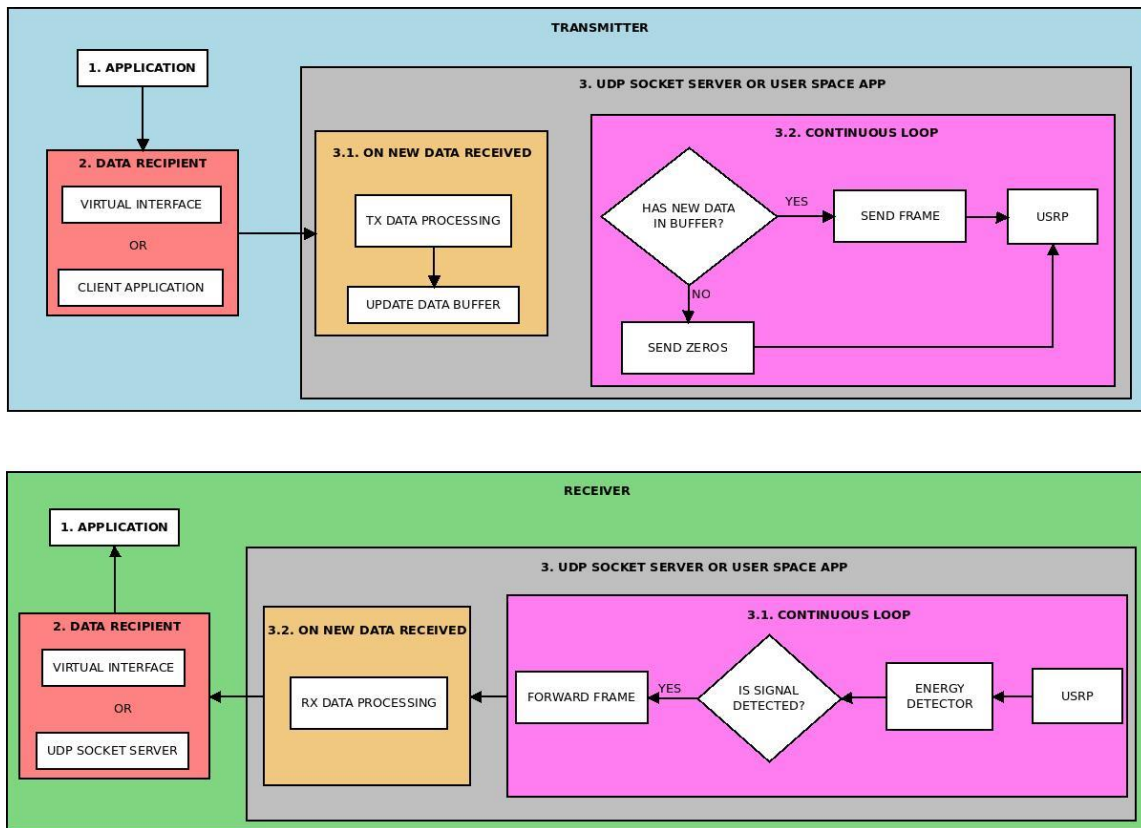 TRANSMITTER
1. APPLICATION
2. DATA RECIPIENT
VIRTUAL INTERFACE
OR
CLIENT APPLICATION
3. UDP SOCKET SERVER OR USER SPACE APP
3.1. ON NEW DATA RECEIVED
TX DATA PROCESSING
UPDATE DATA BUFFER
3.2. CONTINUOUS LOOP
HAS NEW DATA
IN BUFFER?
YES
SEND FRAME
USRP
NO
SEND ZEROS
RECEIVER
1. APPLICATION
2. DATA RECIPIENT
VIRTUAL INTERFACE
OR
UDP SOCKET SERVER
3. UDP SOCKET SERVER OR USER SPACE APP
3.2. ON NEW DATA RECEIVED
RX DATA PROCESSING
3.1. CONTINUOUS LOOP
FORWARD FRAME
YES
IS SIGNAL
DETECTED?
ENERGY
DETECTOR
USRP